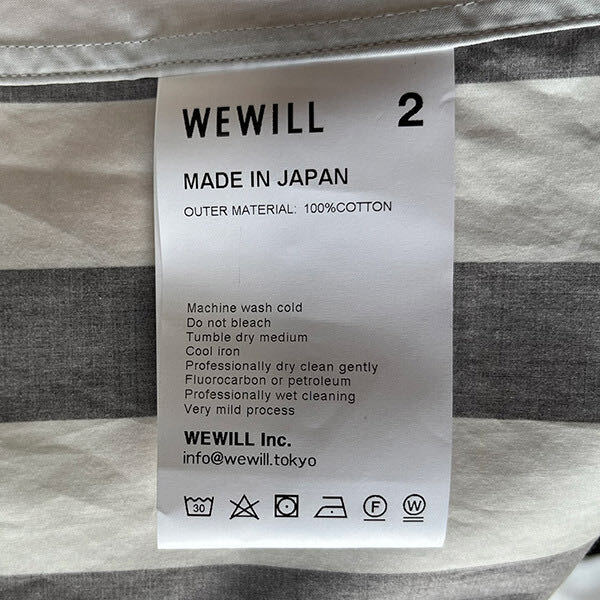 WEWILL 2
MADE IN JAPAN
OUTER MATERIAL: 100%COTTON
Machine wash cold
Do not bleach
Tumble dry medium
Cool iron
Professionally dry clean gently
Fluorocarbon or petroleum
Professionally wet cleaning
Very mild process
WEWILL Inc.
info@wewill.tokyo
30 F W